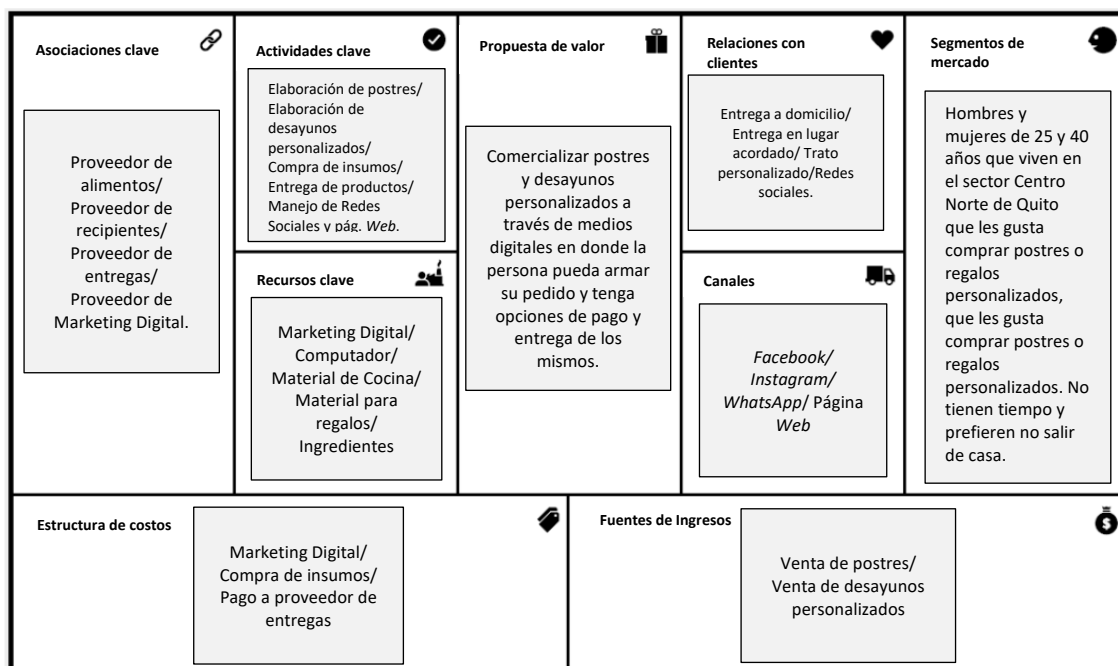 Asociaciones clave
Proveedor de
alimentos/
Proveedor de
recipientes/
Proveedor de
entregas/
Proveedor de
Marketing Digital.
Actividades clave
Elaboración de postres/
Elaboración de
desayunos
personalizados/
Compra de insumos/
Entrega de productos/
Manejo de Redes
Sociales y pág. Web.
Recursos clave
Marketing Digital/
Computador/
Material de Cocina/
Material para
regalos/
Ingredientes
Propuesta de valor
Comercializar postres
y desayunos
personalizados a
través de medios
digitales en donde la
persona pueda armar
su pedido y tenga
opciones de pago y
entrega de los
mismos.
Relaciones con
clientes
Entrega a domicilio/
Entrega en lugar
acordado/ Trato
personalizado/Redes
sociales.
Canales
Facebook/
Instagram/
WhatsApp/ Página
Web
Segmentos de
mercado
Hombres y
mujeres de 25 y 40
años que viven en
el sector Centro
Norte de Quito
que les gusta
comprar postres o
regalos
personalizados,
que les gusta
comprar postres o
regalos
personalizados. No
tienen tiempo y
prefieren no salir
de casa.
Estructura de costos
Marketing Digital/
Compra de insumos/
Pago a proveedor de
entregas
Fuentes de Ingresos
$
Venta de postres/
Venta de desayunos
personalizados